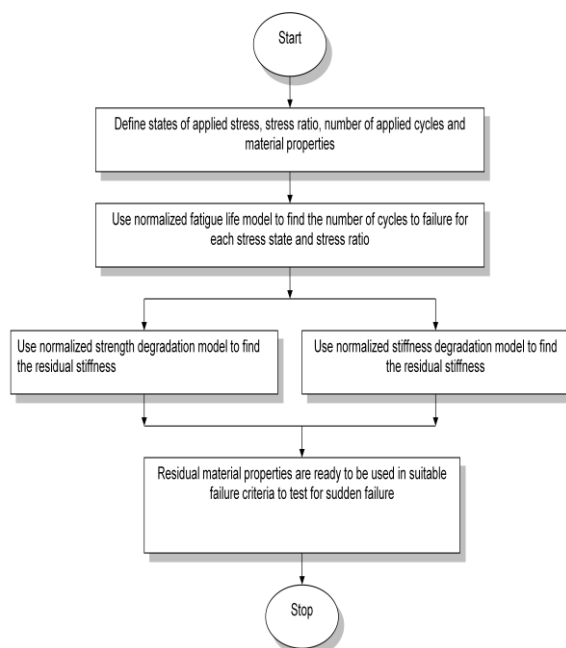 Start
Define states of applied stress, stress ratio, number of applied cycles and
material properties
Use normalized fatigue life model to find the number of cycles to failure for
each stress state and stress ratio
Use normalized strength degradation model to find
the residual stiffness
Use normalized stiffness degradation model to find
the residual stiffness
Residual material properties are ready to be used in suitable
failure criteria to test for sudden failure
Stop